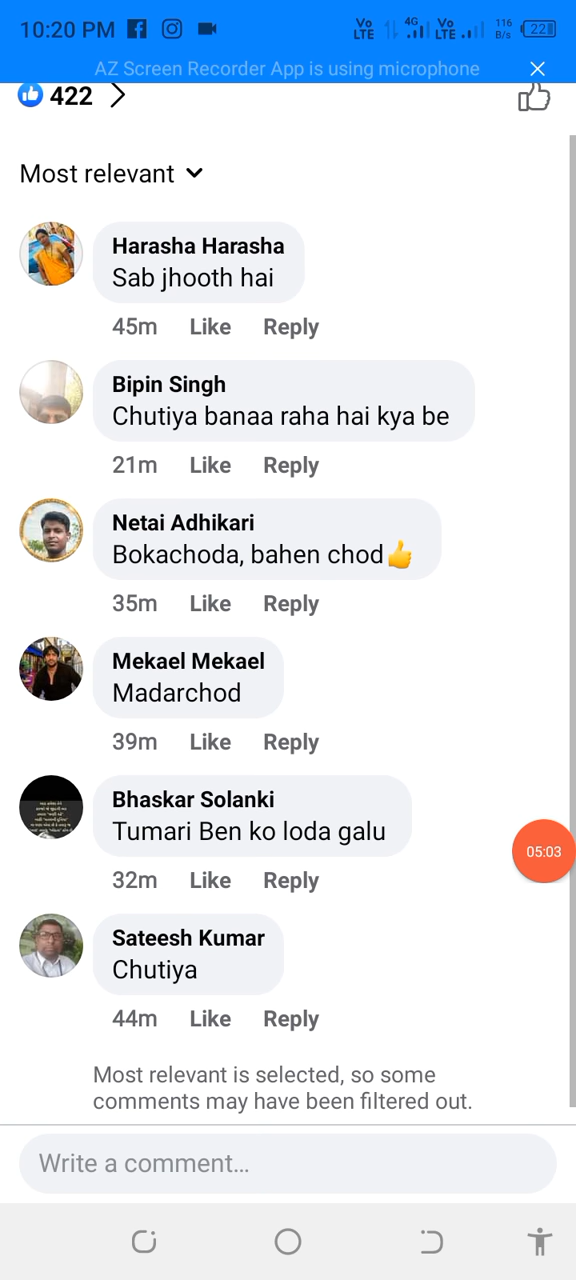 10:20 PM
Vo LTE 4G Vo LTE 116 B/s 22
AZ Screen Recorder App is using microphone
422
Most relevant
Harasha Harasha
Sab jhooth hai
45m Like Reply
Bipin Singh
Chutiya banaa raha hai kya be
21m Like Reply
Netai Adhikari
Bokachoda, bahen chod👍
35m Like Reply
Mekael Mekael
Madarchod
39m Like Reply
Bhaskar Solanki
Tumari Ben ko loda galu
05:03
32m Like Reply
Sateesh Kumar
Chutiya
44m Like Reply
Most relevant is selected, so some
comments may have been filtered out.
Write a comment...